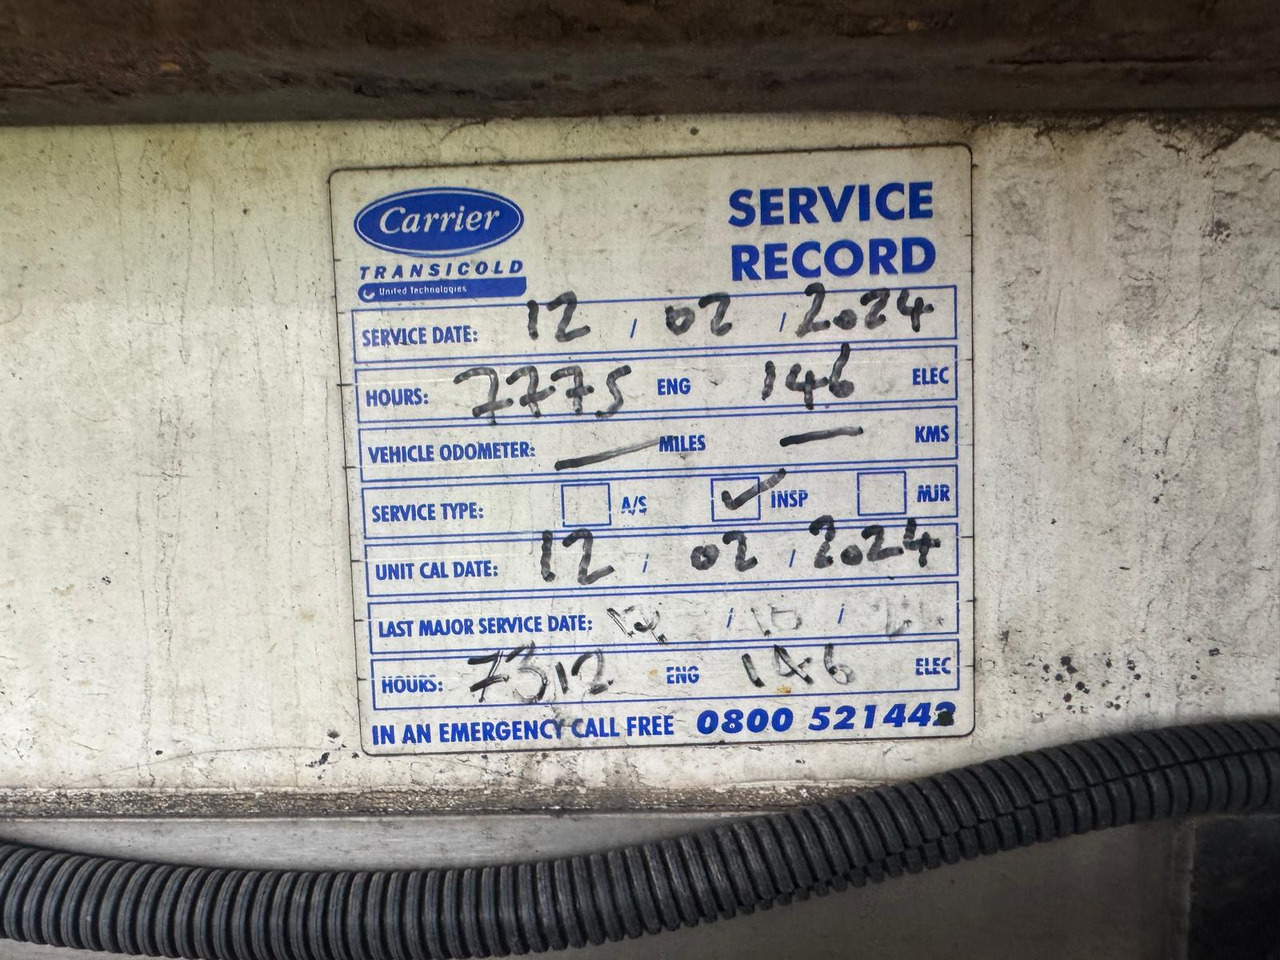 Carrier
TRANSICOLD
United Technologies
SERVICE
RECORD
SERVICE DATE: 12 / 02 / 2024
HOURS: 7775 ENG 146 ELEC
VEHICLE ODOMETER: — MILES — KMS
SERVICE TYPE: A/S ✓ INSP MJR
UNIT CAL DATE: 12 / 02 / 2024
LAST MAJOR SERVICE DATE: / /
HOURS: 7312 ENG 146 ELEC
IN AN EMERGENCY CALL FREE 0800 521442